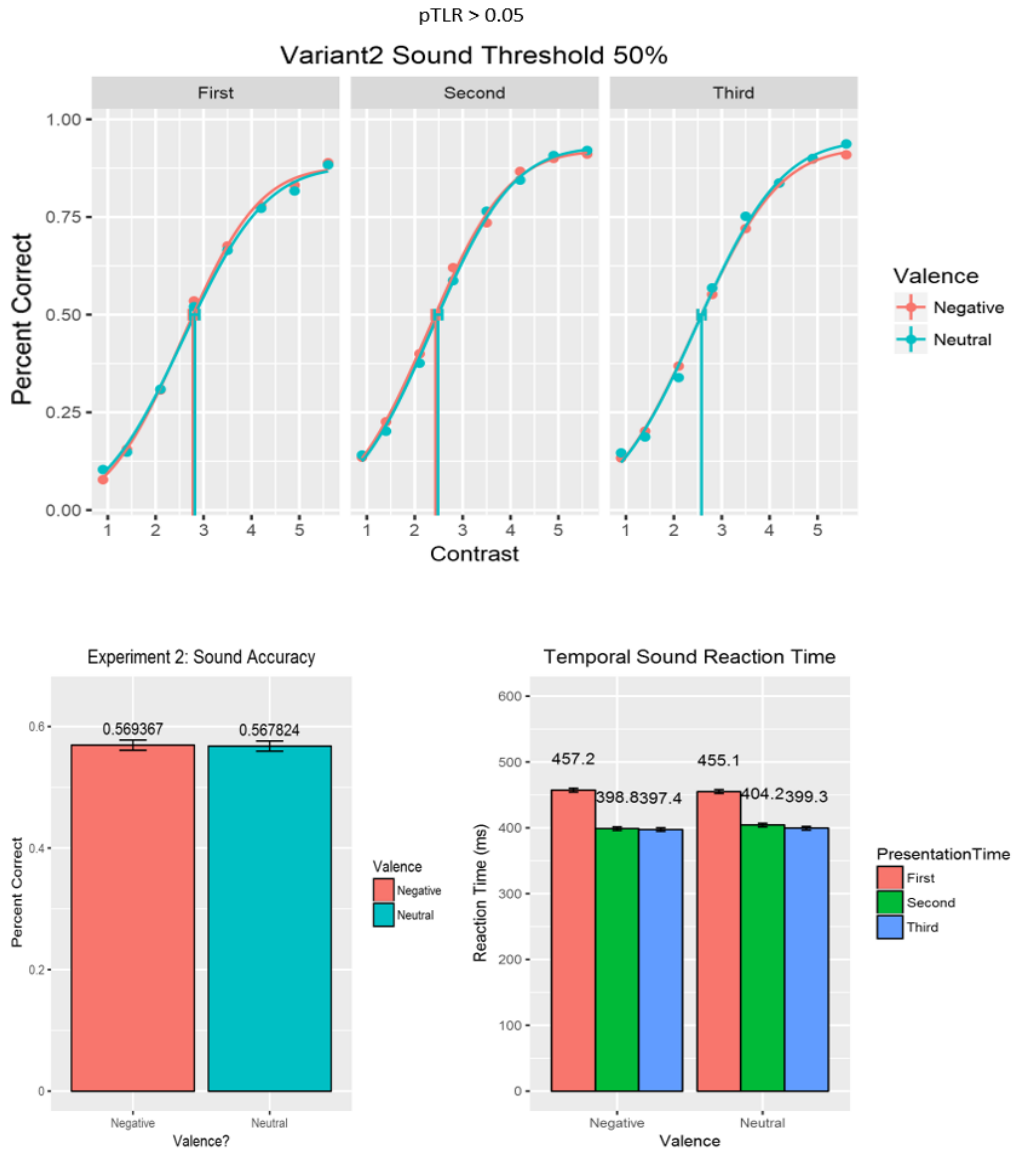 pTLR > 0.05
Variant2 Sound Threshold 50%
First Second Third
1.00
0.75
0.50
0.25
0.00
Percent Correct
1 2 3 4 5 1 2 3 4 5 1 2 3 4 5
Contrast
Valence
Negative
Neutral
Experiment 2: Sound Accuracy
0.6
0.4
0.2
0
Percent Correct
0.569367 0.567824
Negative Neutral
Valence?
Valence
Negative
Neutral
Temporal Sound Reaction Time
600
500
400
300
200
100
0
Reaction Time (ms)
457.2 398.8 397.4 455.1 404.2 399.3
Negative Neutral
Valence
PresentationTime
First
Second
Third